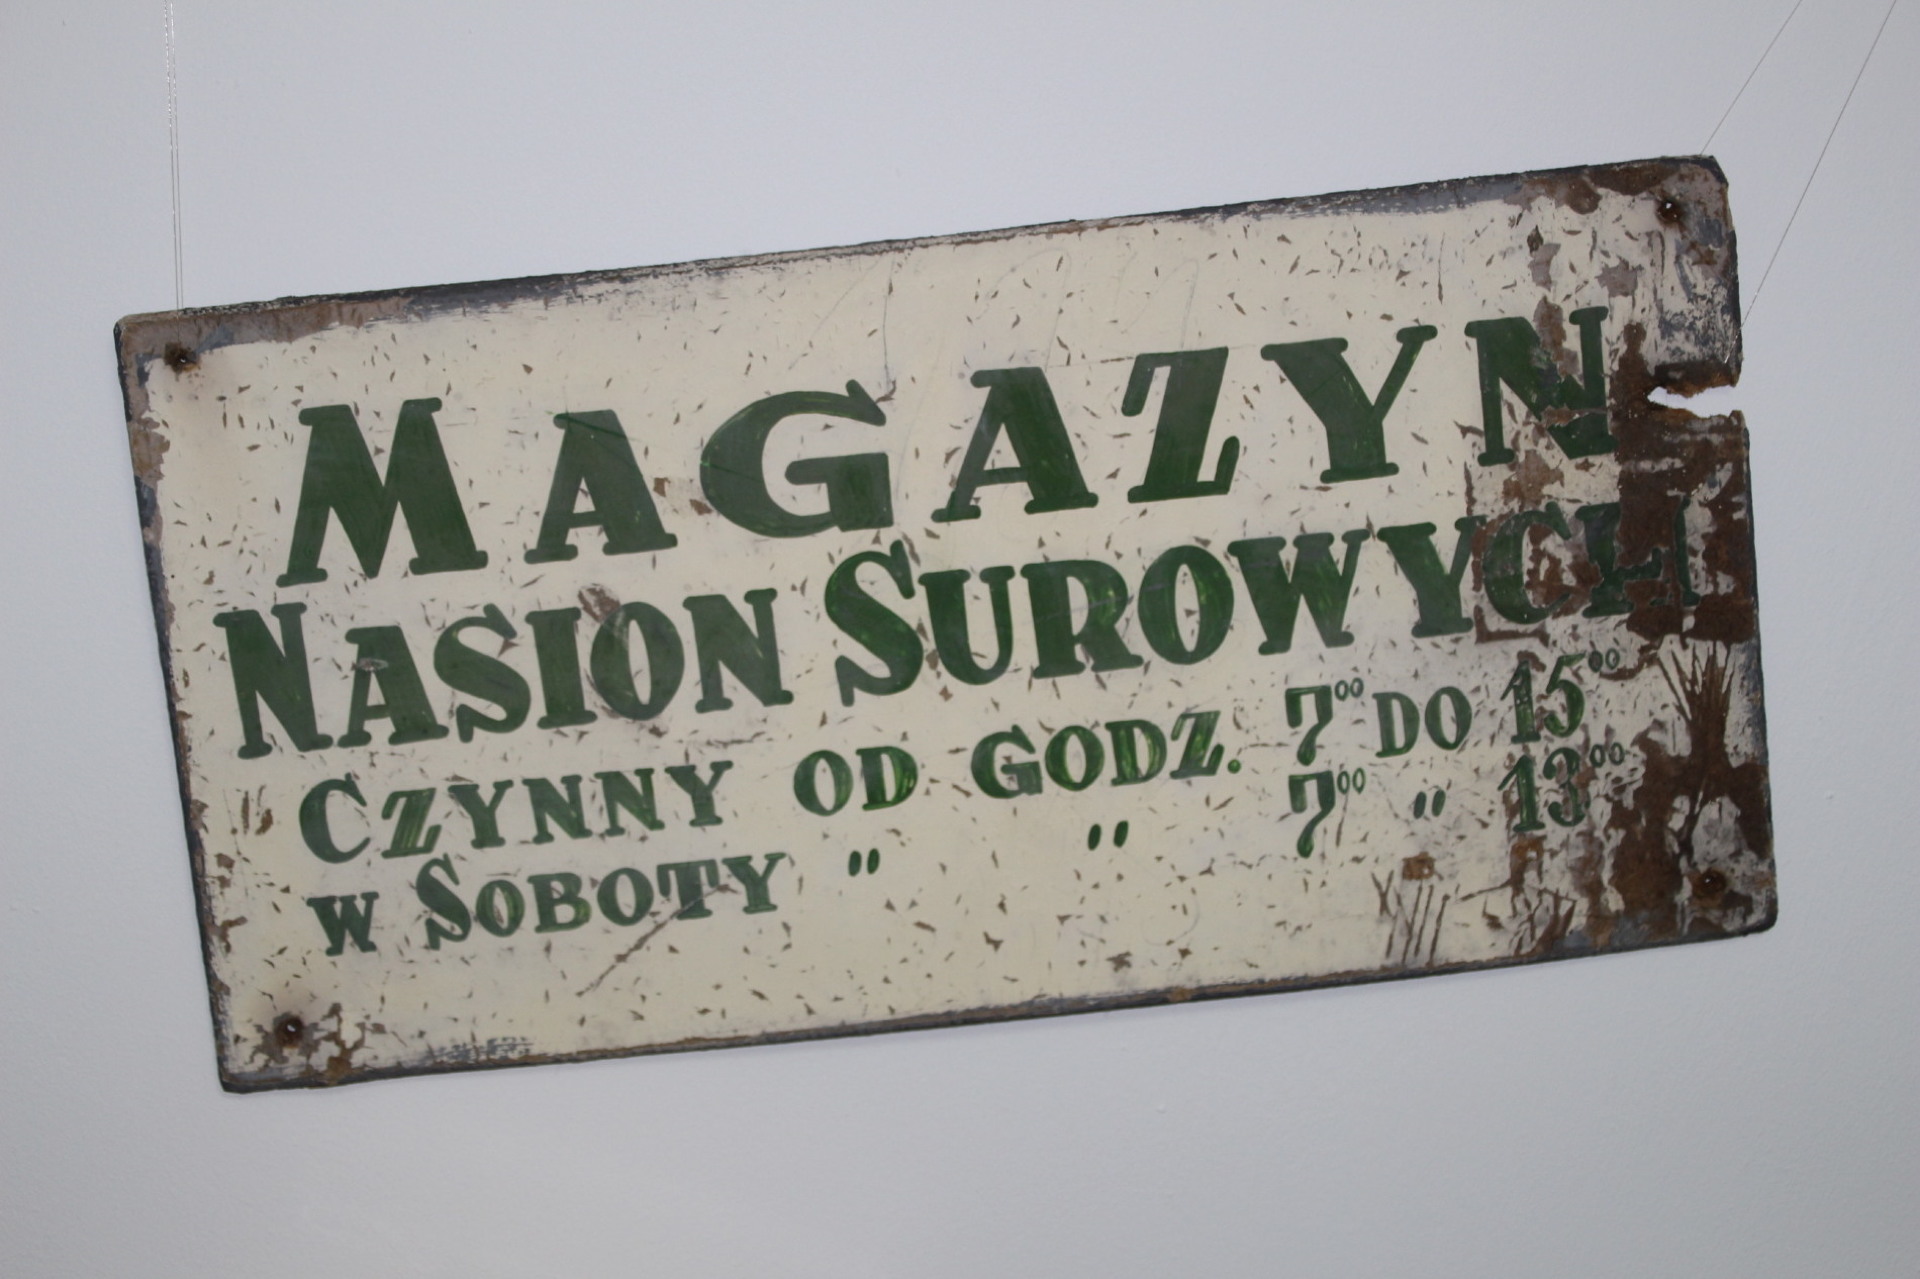 MAGAZYN
NASION SUROWYCH
CZYNNY OD GODZ. 7⁰⁰ DO 15⁰⁰
W SOBOTY " " 7⁰⁰ " 13⁰⁰